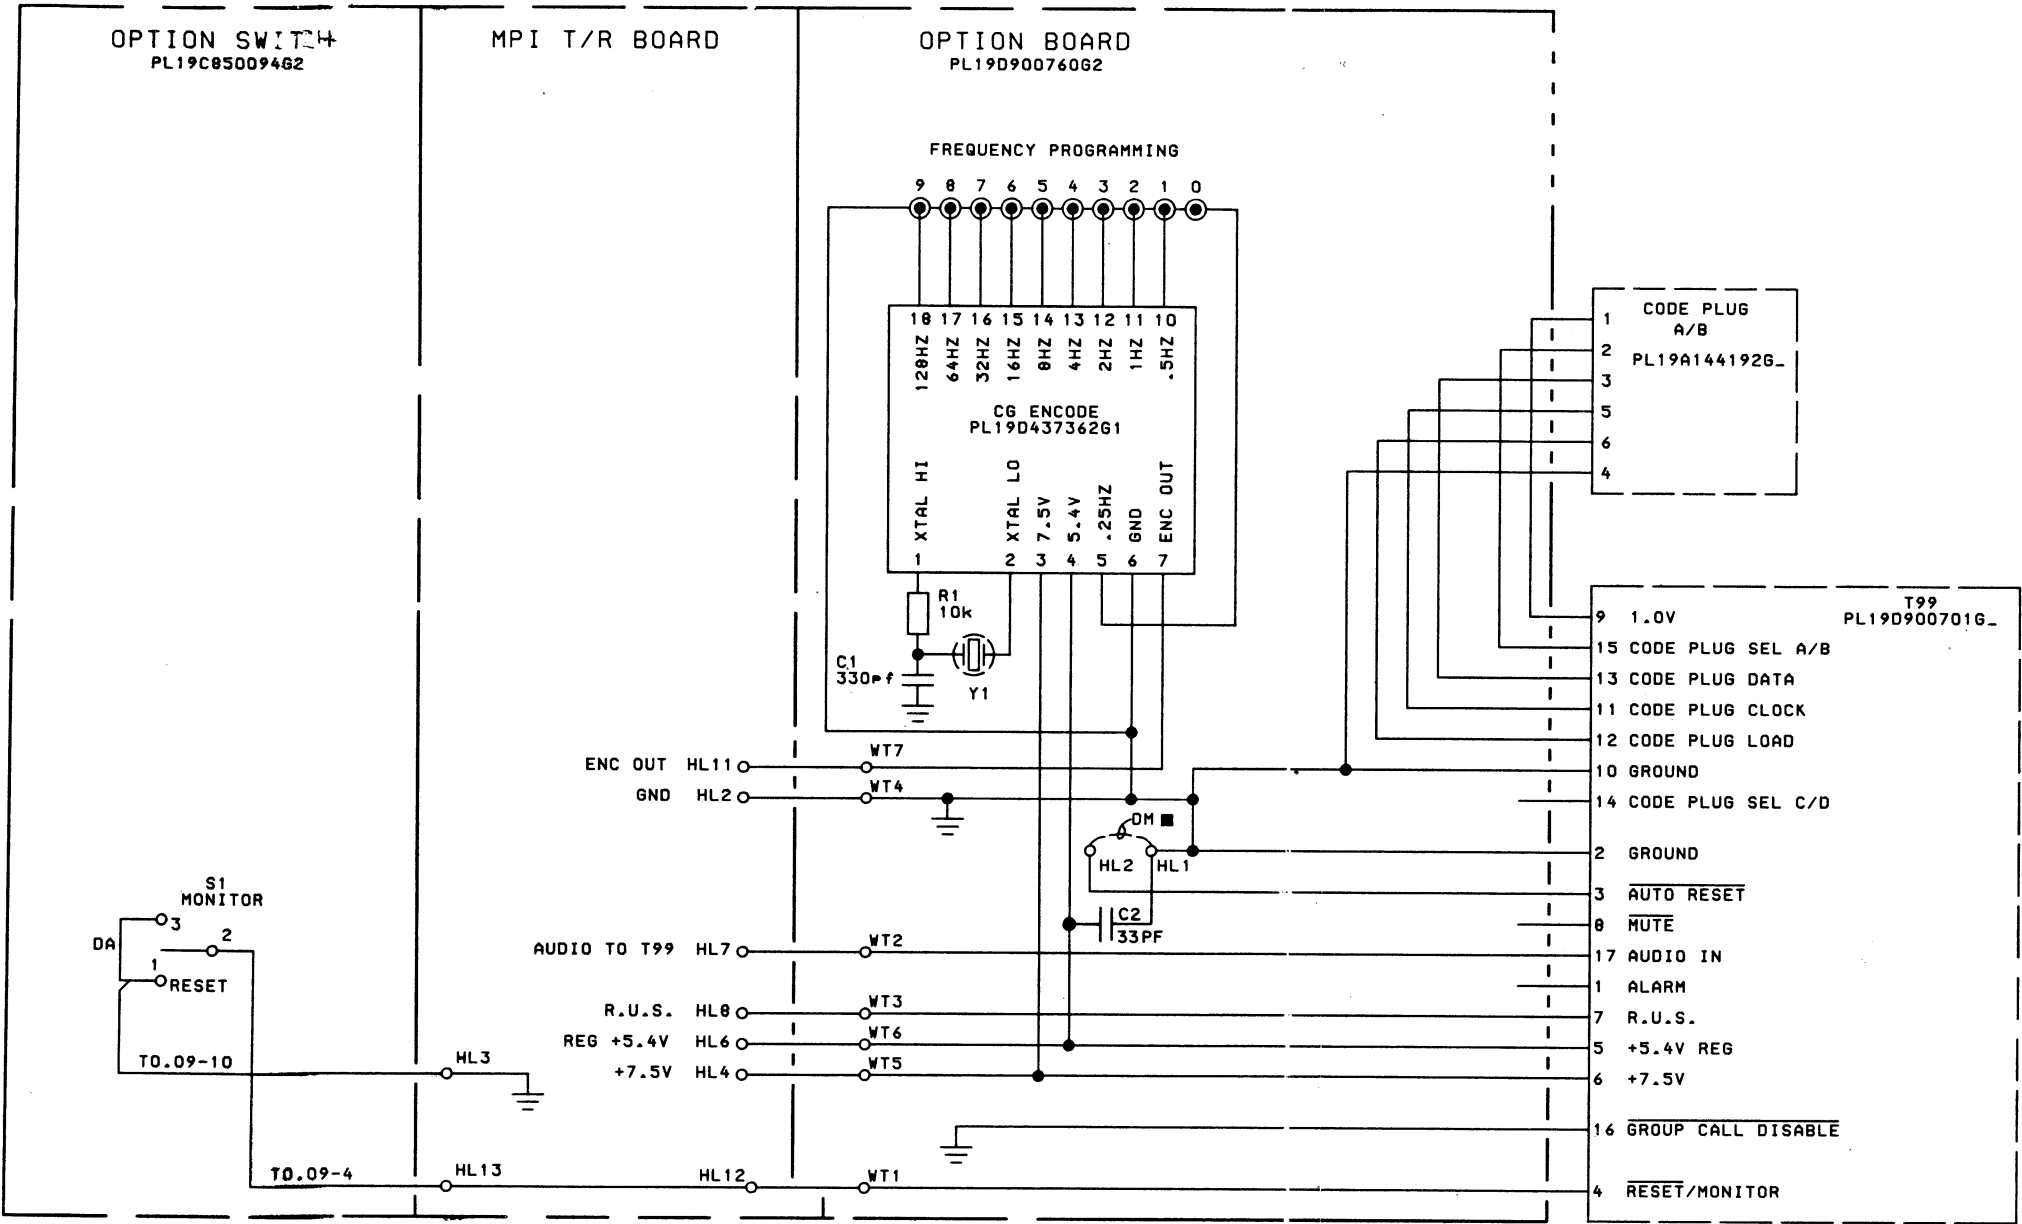 OPTION SWITCH
PL19C850094G2
MPI T/R BOARD
OPTION BOARD
PL19D900760G2
FREQUENCY PROGRAMMING
9 8 7 6 5 4 3 2 1 0
18 17 16 15 14 13 12 11 10
128HZ 64HZ 32HZ 16HZ 8HZ 4HZ 2HZ 1HZ .5HZ
CG ENCODE
PL19D437362G1
XTAL HI XTAL LO 7.5V 5.4V .25HZ GND ENC OUT
1 2 3 4 5 6 7
R1
10k
C1
330pf
Y1
1 CODE PLUG
A/B
2 PL19A144192G_
3
5
6
4
T99
PL19D900701G_
9 1.0V
15 CODE PLUG SEL A/B
13 CODE PLUG DATA
11 CODE PLUG CLOCK
12 CODE PLUG LOAD
10 GROUND
14 CODE PLUG SEL C/D
2 GROUND
3 AUTO RESET
8 MUTE
17 AUDIO IN
1 ALARM
7 R.U.S.
5 +5.4V REG
6 +7.5V
16 GROUP CALL DISABLE
4 RESET/MONITOR
ENC OUT HL11 WT7
GND HL2 WT4
DM ■
HL2 HL1
C2
33PF
AUDIO TO T99 HL7 WT2
R.U.S. HL8 WT3
REG +5.4V HL6 WT6
+7.5V HL4 WT5
S1
MONITOR
3
DA
2
1
RESET
TO.09-10 HL3
TO.09-4 HL13 HL12 WT1